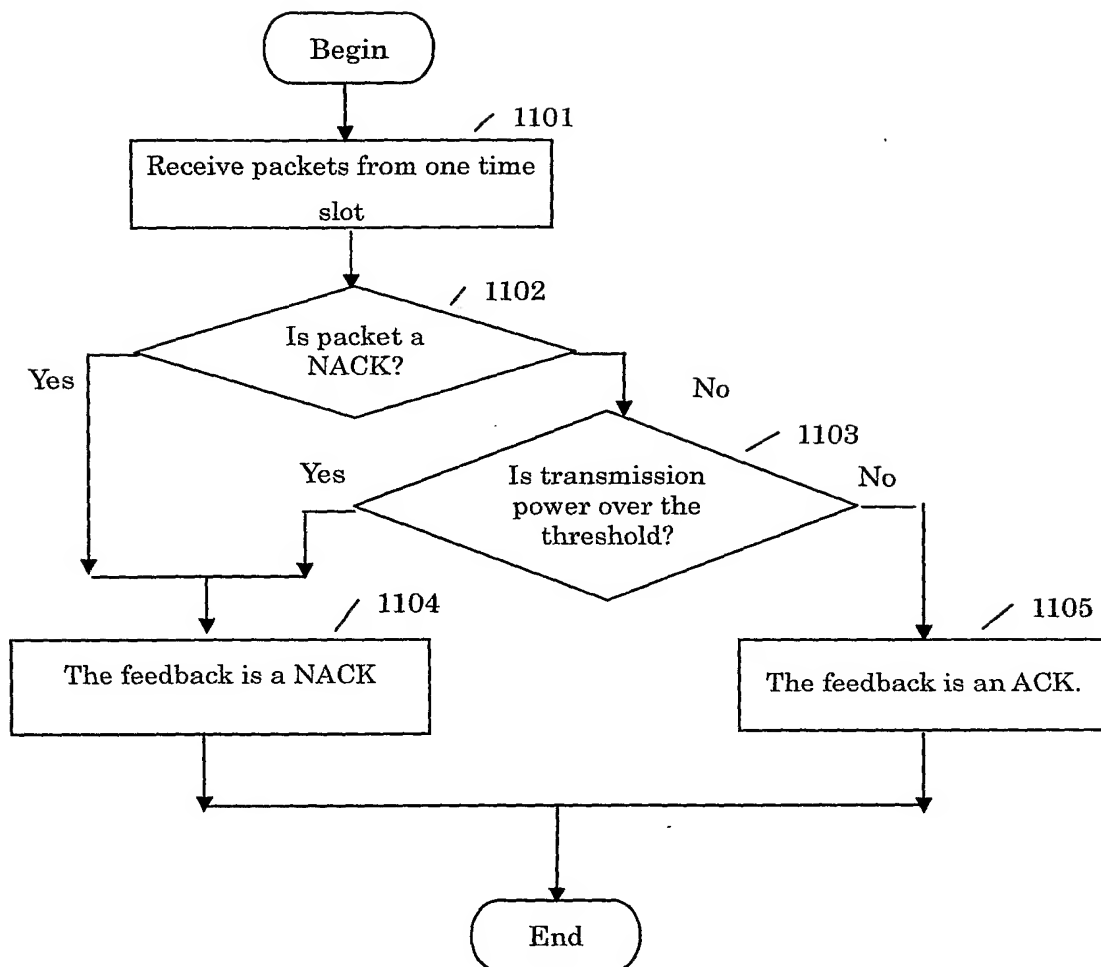 Begin
1101
Receive packets from one time
slot
1102
Is packet a
NACK?
Yes
No
1103
Is transmission
power over the
threshold?
Yes
No
1104
The feedback is a NACK
1105
The feedback is an ACK.
End